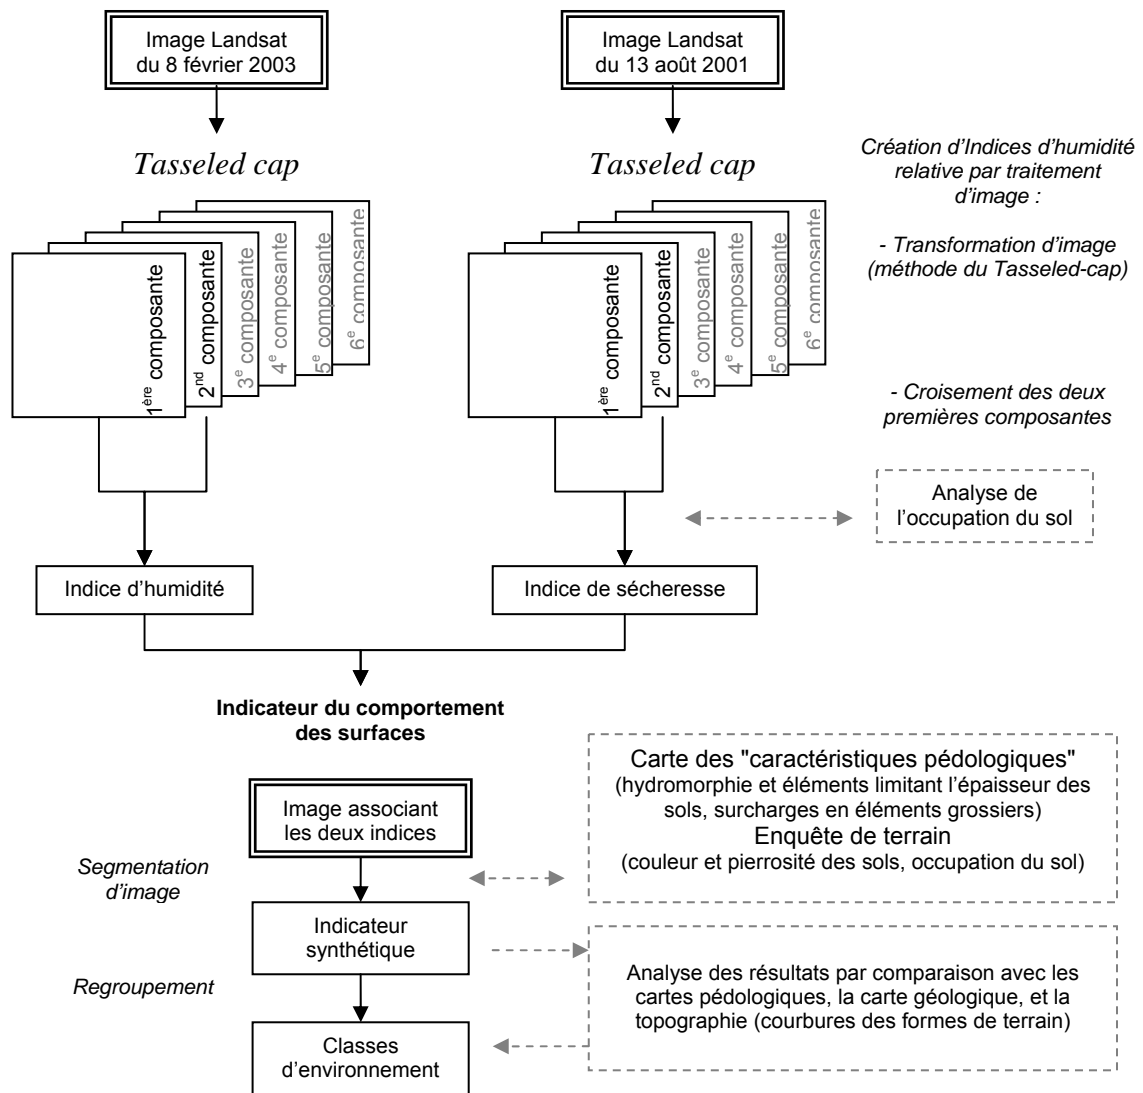 Image Landsat
du 8 février 2003
Image Landsat
du 13 août 2001
Tasseled cap
Tasseled cap
Création d'Indices d'humidité
relative par traitement
d'image :
- Transformation d'image
(méthode du Tasseled-cap)
1ère composante
2nd composante
3e composante
4e composante
5e composante
6e composante
1ère composante
2nd composante
3e composante
4e composante
5e composante
6e composante
- Croisement des deux
premières composantes
Analyse de
l'occupation du sol
Indice d'humidité
Indice de sécheresse
Indicateur du comportement
des surfaces
Carte des "caractéristiques pédologiques"
(hydromorphie et éléments limitant l'épaisseur des
sols, surcharges en éléments grossiers)
Enquête de terrain
(couleur et pierrosité des sols, occupation du sol)
Image associant
les deux indices
Segmentation
d'image
Indicateur
synthétique
Regroupement
Analyse des résultats par comparaison avec les
cartes pédologiques, la carte géologique, et la
topographie (courbures des formes de terrain)
Classes
d'environnement